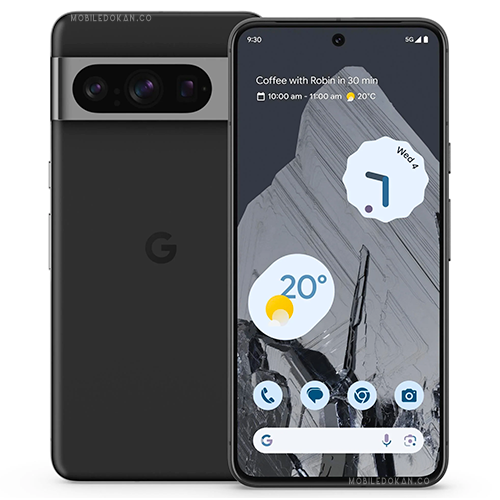 MOBILEDOKAN.CO
9:30
5G
Coffee with Robin in 30 min
10:00 am - 11:00 am 20°C
Wed 4
20°
G
G
MOBILEDOKAN.CO